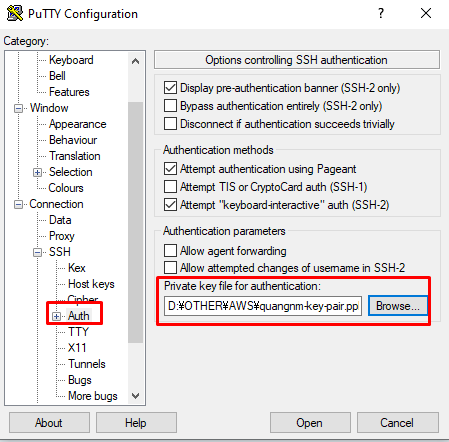 PuTTY Configuration
Category:
Keyboard
Bell
Features
Window
Appearance
Behaviour
Translation
Selection
Colours
Connection
Data
Proxy
SSH
Kex
Host keys
Cipher
Auth
TTY
X11
Tunnels
Bugs
More bugs
Options controlling SSH authentication
Display pre-authentication banner (SSH-2 only)
Bypass authentication entirely (SSH-2 only)
Disconnect if authentication succeeds trivially
Authentication methods
Attempt authentication using Pageant
Attempt TIS or CryptoCard auth (SSH-1)
Attempt "keyboard-interactive" auth (SSH-2)
Authentication parameters
Allow agent forwarding
Allow attempted changes of username in SSH-2
Private key file for authentication:
D:¥OTHER¥AWS¥quangnm-key-pair.pp
Browse...
About
Help
Open
Cancel